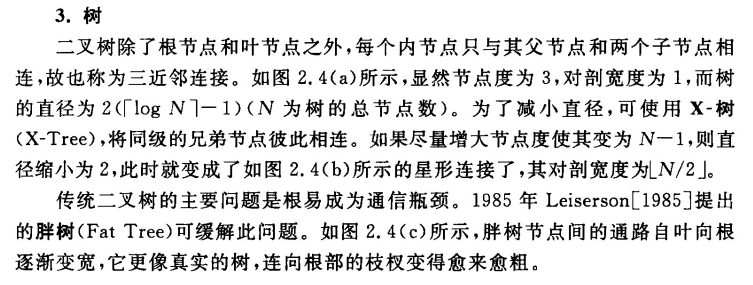 3. 树
二叉树除了根节点和叶节点之外,每个内节点只与其父节点和两个子节点相
连,故也称为三近邻连接。如图 2.4(a)所示,显然节点度为 3,对剖宽度为 1,而树
的直径为 2(⌈log N⌉−1)(N 为树的总节点数)。为了减小直径,可使用 X-树
(X-Tree),将同级的兄弟节点彼此相连。如果尽量增大节点度使其变为 N−1,则直
径缩小为 2,此时就变成了如图 2.4(b)所示的星形连接了,其对剖宽度为⌊N/2⌋。
传统二叉树的主要问题是根易成为通信瓶颈。1985 年 Leiserson[1985]提出
的胖树(Fat Tree)可缓解此问题。如图 2.4(c)所示,胖树节点间的通路自叶向根
逐渐变宽,它更像真实的树,连向根部的枝杈变得愈来愈粗。